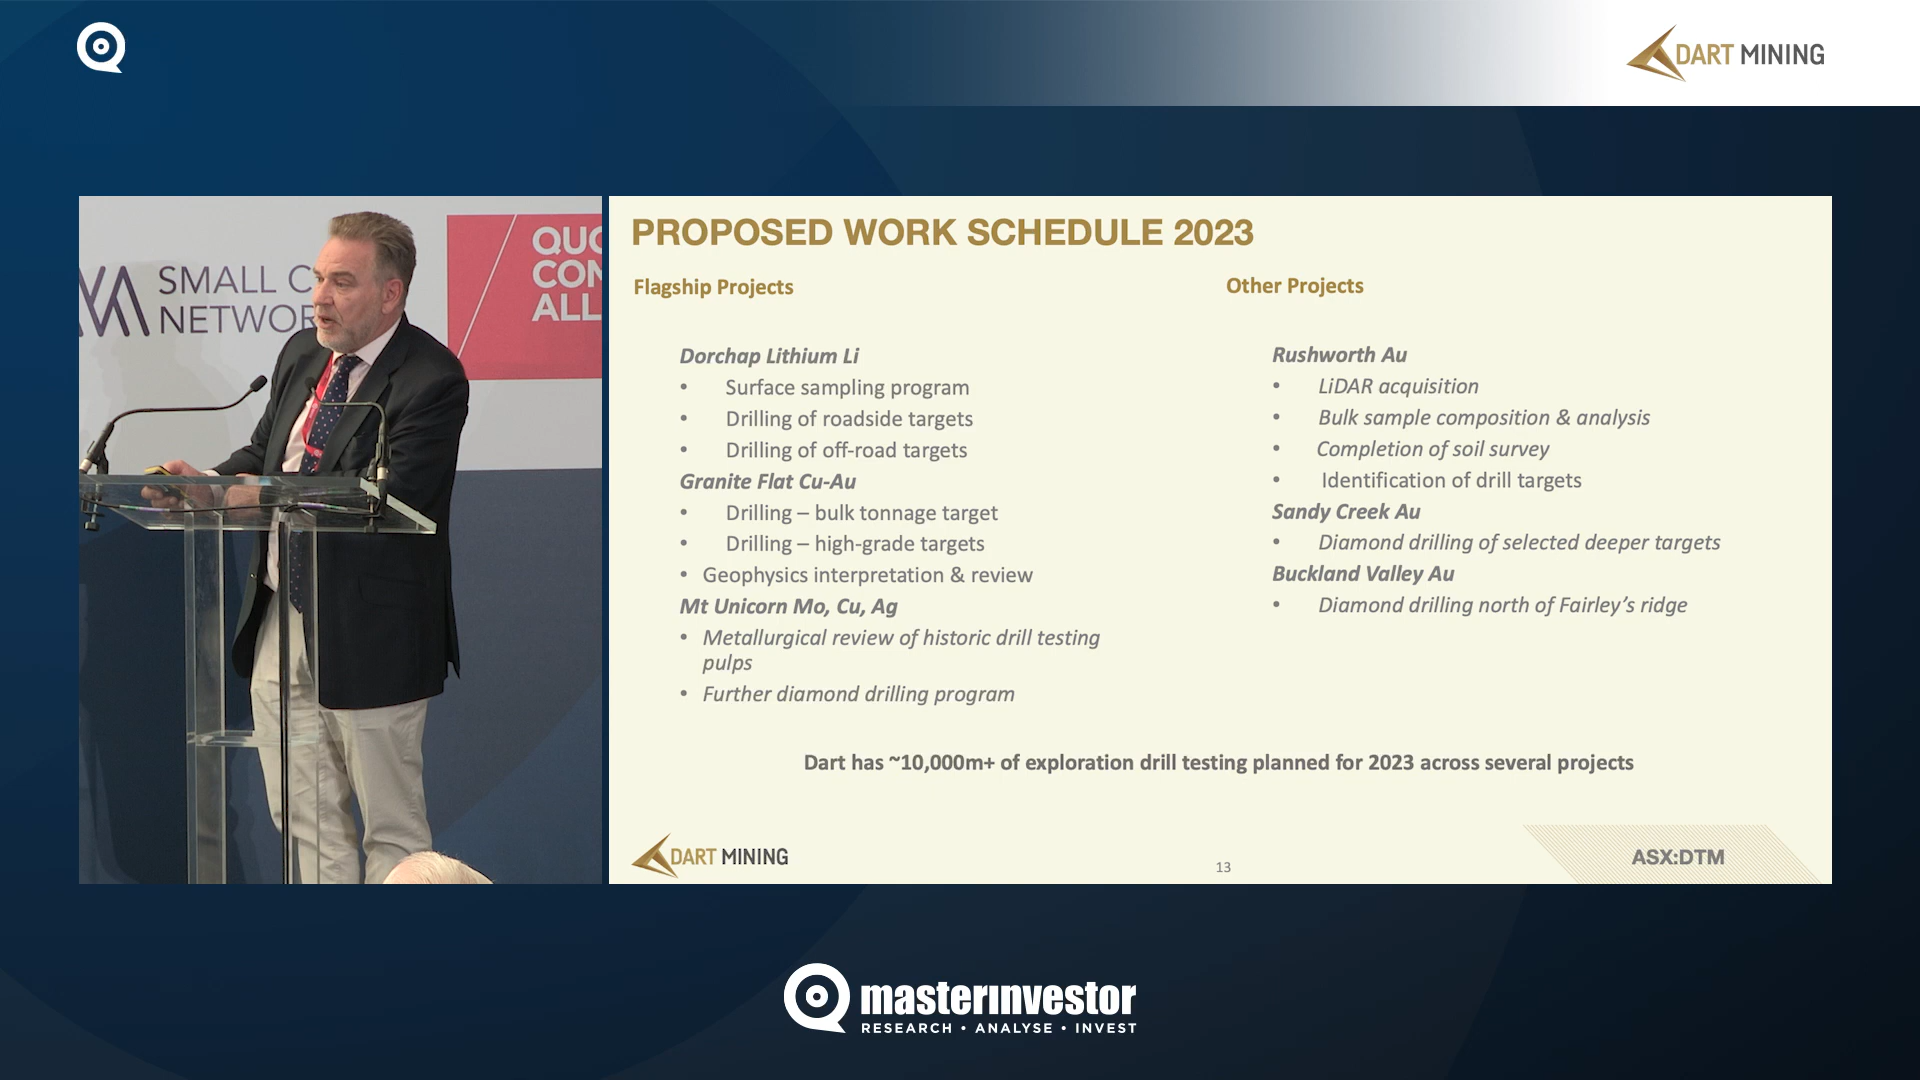 DART MINING
SMALL C
NETWOR
QUO
CON
ALL
PROPOSED WORK SCHEDULE 2023
Flagship Projects
Dorchap Lithium Li
• Surface sampling program
• Drilling of roadside targets
• Drilling of off-road targets
Granite Flat Cu-Au
• Drilling – bulk tonnage target
• Drilling – high-grade targets
• Geophysics interpretation & review
Mt Unicorn Mo, Cu, Ag
• Metallurgical review of historic drill testing
pulps
• Further diamond drilling program
Other Projects
Rushworth Au
• LiDAR acquisition
• Bulk sample composition & analysis
• Completion of soil survey
• Identification of drill targets
Sandy Creek Au
• Diamond drilling of selected deeper targets
Buckland Valley Au
• Diamond drilling north of Fairley’s ridge
Dart has ~10,000m+ of exploration drill testing planned for 2023 across several projects
DART MINING
13
ASX:DTM
masterınvestor
RESEARCH • ANALYSE • INVEST